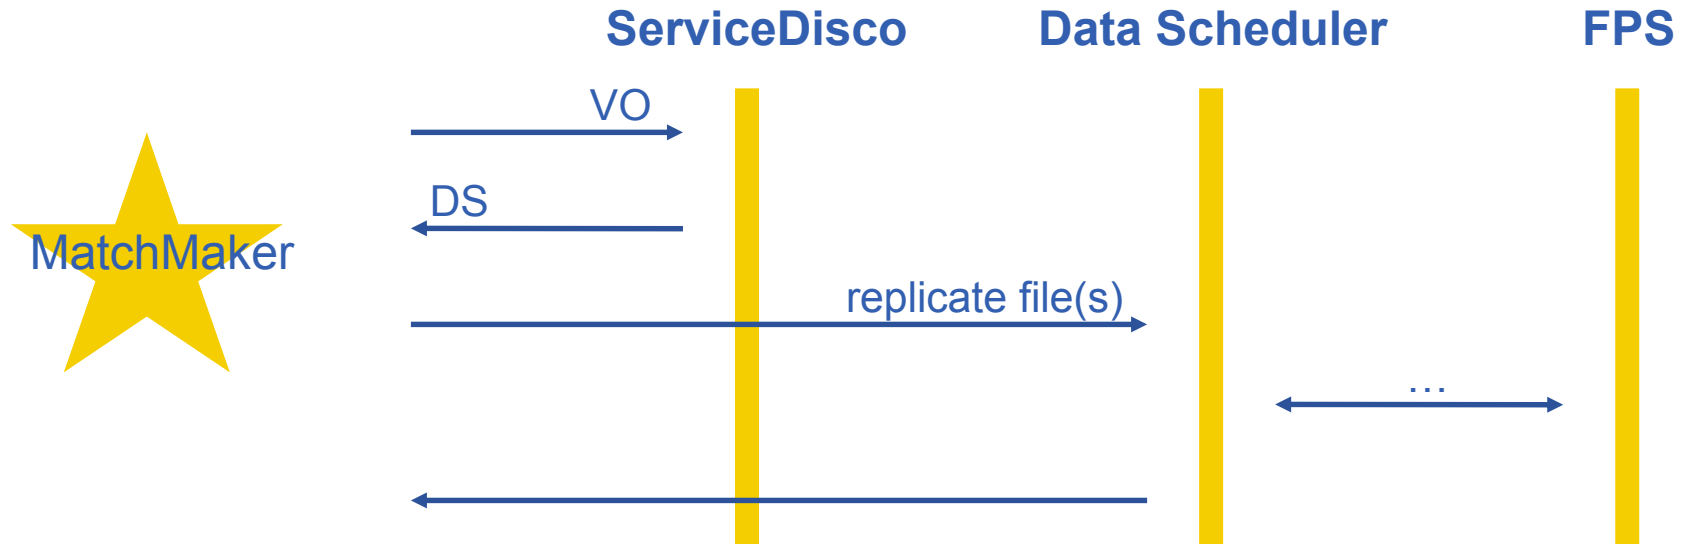 ServiceDisco
Data Scheduler
FPS
VO
DS
MatchMaker
replicate file(s)
…